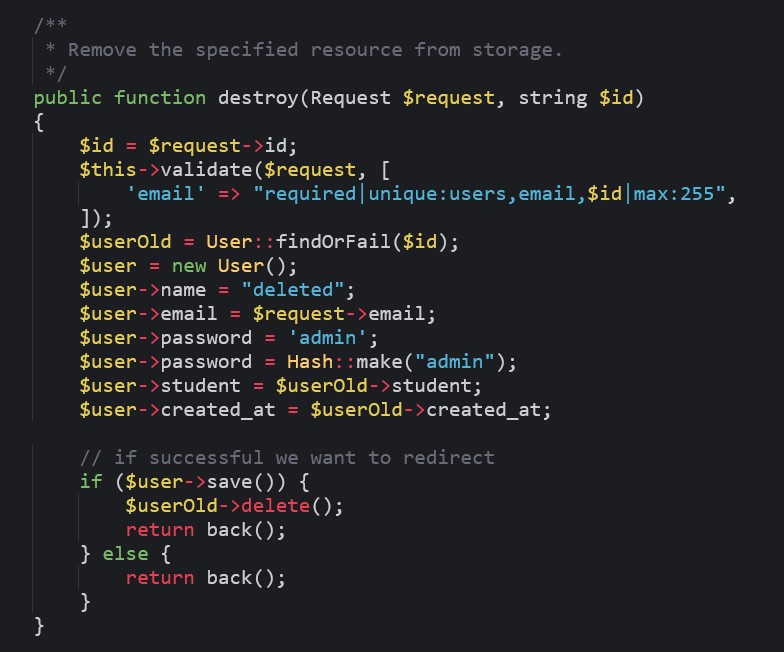 /**
 * Remove the specified resource from storage.
 */
public function destroy(Request $request, string $id)
{
    $id = $request->id;
    $this->validate($request, [
        'email' => "required|unique:users,email,$id|max:255",
    ]);
    $userOld = User::findOrFail($id);
    $user = new User();
    $user->name = "deleted";
    $user->email = $request->email;
    $user->password = 'admin';
    $user->password = Hash::make("admin");
    $user->student = $userOld->student;
    $user->created_at = $userOld->created_at;

    // if successful we want to redirect
    if ($user->save()) {
        $userOld->delete();
        return back();
    } else {
        return back();
    }
}